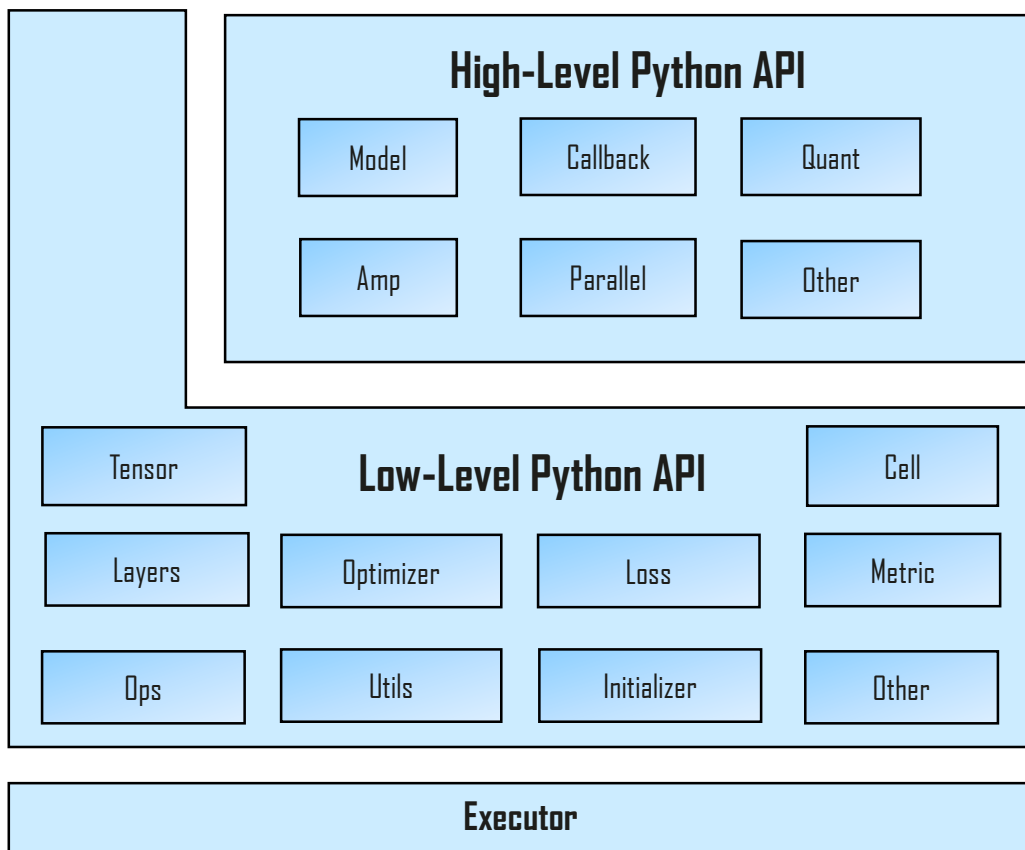 High-Level Python API
Model
Callback
Quant
Amp
Parallel
Other
Tensor
Low-Level Python API
Cell
Layers
Optimizer
Loss
Metric
Ops
Utils
Initializer
Other
Executor